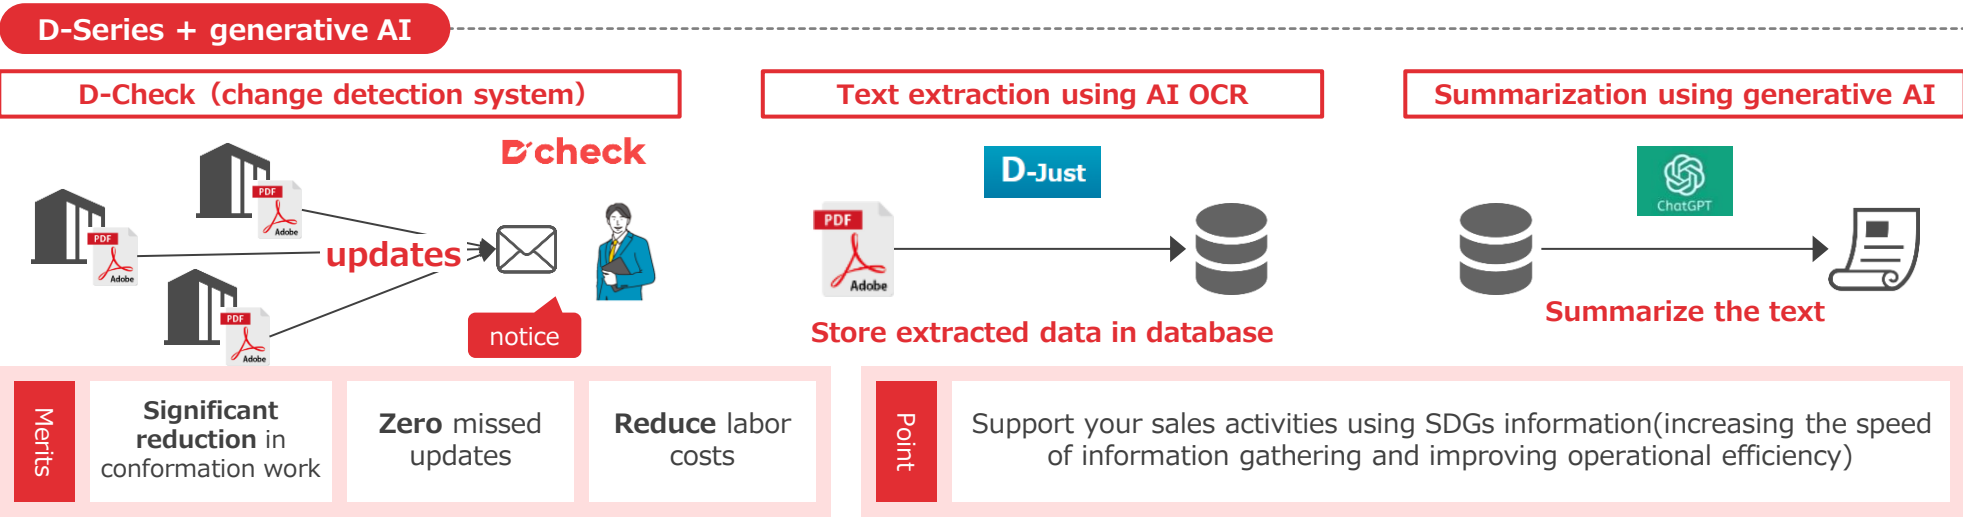 D-Series + generative AI
D-Check（change detection system）
Text extraction using AI OCR
Summarization using generative AI
D check
PDF
Adobe
PDF
Adobe
PDF
Adobe
updates
notice
D-Just
PDF
Adobe
Store extracted data in database
ChatGPT
Summarize the text
Merits
Significant
reduction in
conformation work
Zero missed
updates
Reduce labor
costs
Point
Support your sales activities using SDGs information(increasing the speed
of information gathering and improving operational efficiency)